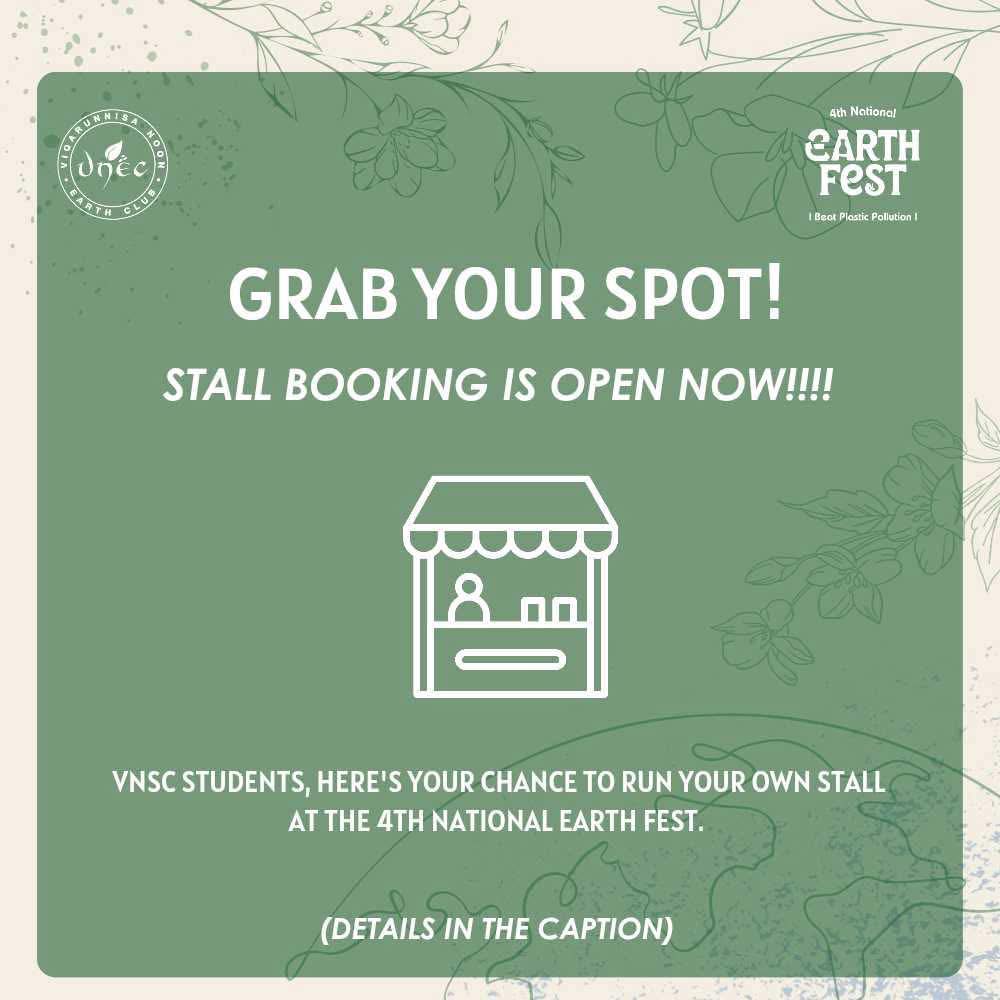 VIQARUNNISA NOON
vnec
EARTH CLUB
4th National
EARTH
FEST
| Beat Plastic Pollution |
GRAB YOUR SPOT!
STALL BOOKING IS OPEN NOW!!!!
VNSC STUDENTS, HERE'S YOUR CHANCE TO RUN YOUR OWN STALL
AT THE 4TH NATIONAL EARTH FEST.
(DETAILS IN THE CAPTION)